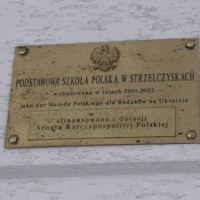 PODSTAWOWA SZKOŁA POLSKA W STRZELCZYSKACH
wybudowana w latach 2001-2002
jako dar Narodu Polskiego dla Rodaków na Ukrainie
sfinansowana z dotacji
Senatu Rzeczypospolitej Polskiej